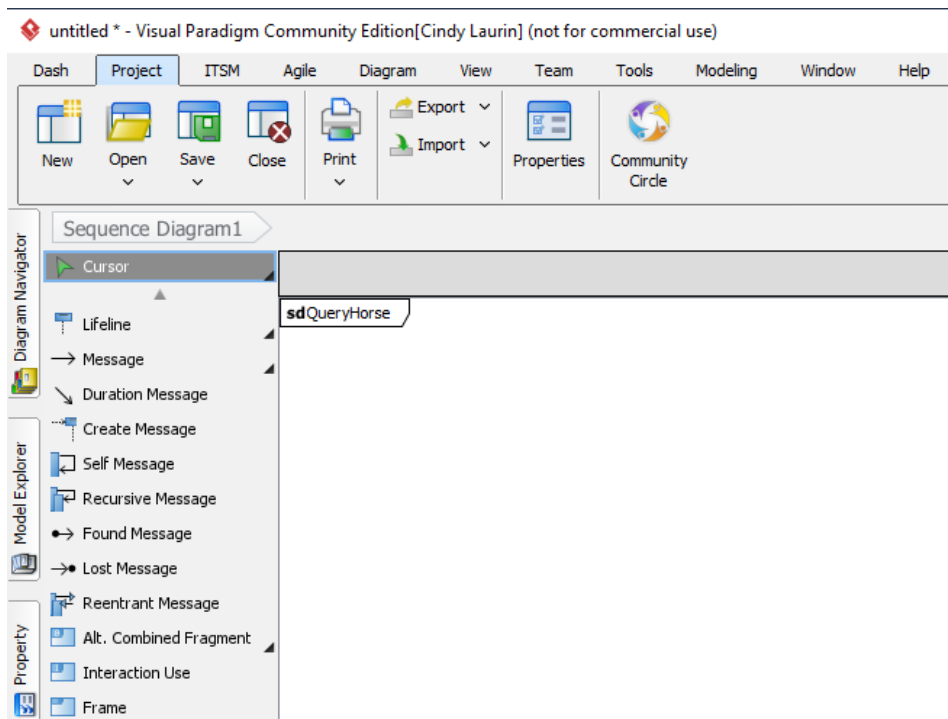 untitled * - Visual Paradigm Community Edition[Cindy Laurin] (not for commercial use)
Dash Project ITSM Agile Diagram View Team Tools Modeling Window Help
New Open Save Close Print Export Import Properties Community Circle
Sequence Diagram1
Diagram Navigator
Model Explorer
Property
Cursor
Lifeline
Message
Duration Message
Create Message
Self Message
Recursive Message
Found Message
Lost Message
Reentrant Message
Alt. Combined Fragment
Interaction Use
Frame
sdQueryHorse